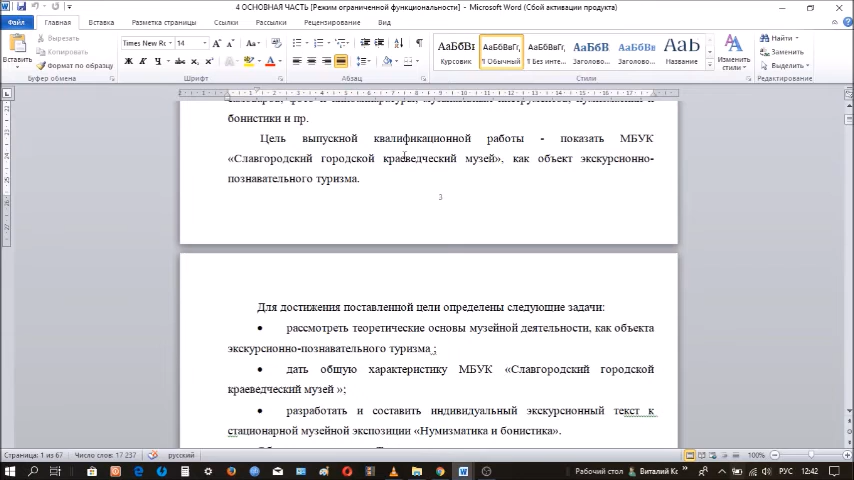 4 ОСНОВНАЯ ЧАСТЬ [Режим ограниченной функциональности] - Microsoft Word (Сбой активации продукта)
Файл Главная Вставка Разметка страницы Ссылки Рассылки Рецензирование Вид
Вставить
Вырезать
Копировать
Формат по образцу
Буфер обмена
Times New Ro 14
Ж К Ч
Шрифт
Абзац
АаБбВв АаБбВвГг, АаБбВвГг, АаБбВ АаБбВв АаБ
Курсовик ¶ Обычный ¶ Без инте... Заголово... Заголово... Название
Стили
Изменить стили
Найти
Заменить
Выделить
Редактирование
бонистики и пр.
Цель выпускной квалификационной работы - показать МБУК
«Славгородский городской краеведческий музей», как объект экскурсионно-
познавательного туризма.
3
Для достижения поставленной цели определены следующие задачи:
• рассмотреть теоретические основы музейной деятельности, как объекта
экскурсионно-познавательного туризма ;
• дать общую характеристику МБУК «Славгородский городской
краеведческий музей »;
• разработать и составить индивидуальный экскурсионный текст к
стационарной музейной экспозиции «Нумизматика и бонистика».
Страница: 1 из 67 Число слов: 17 237 русский 100%
Рабочий стол Виталий Ко РУС 12:42